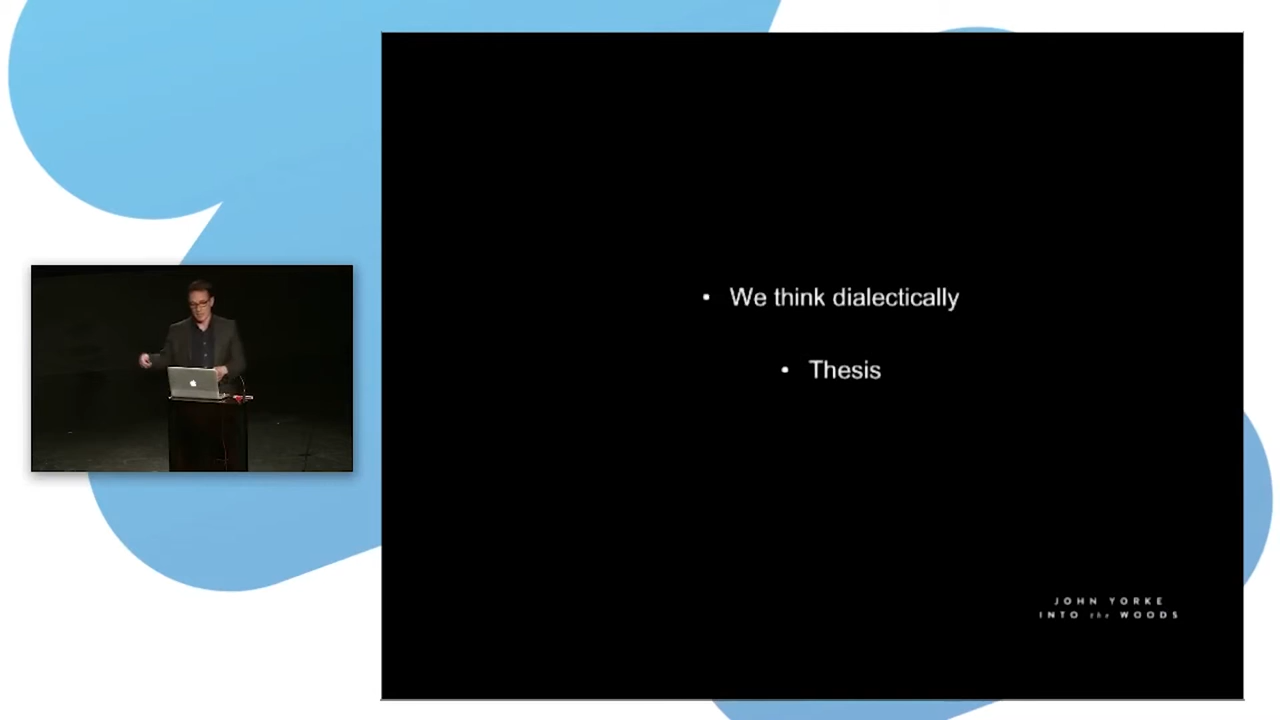 • We think dialectically
• Thesis
JOHN YORKE
INTO the WOODS